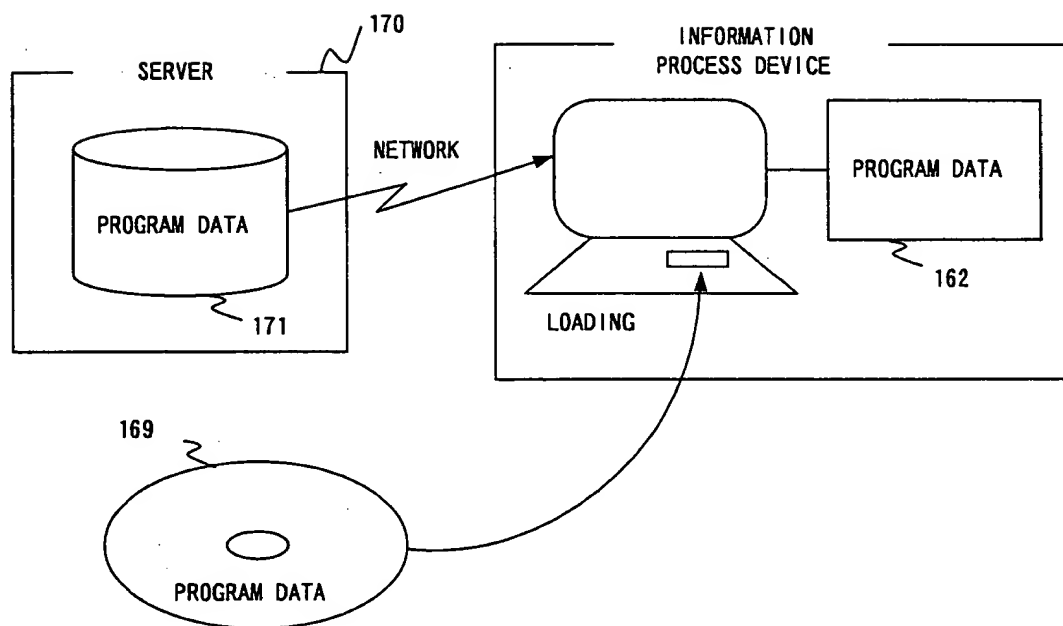 170
SERVER
INFORMATION
PROCESS DEVICE
NETWORK
PROGRAM DATA
PROGRAM DATA
171
162
LOADING
169
PROGRAM DATA